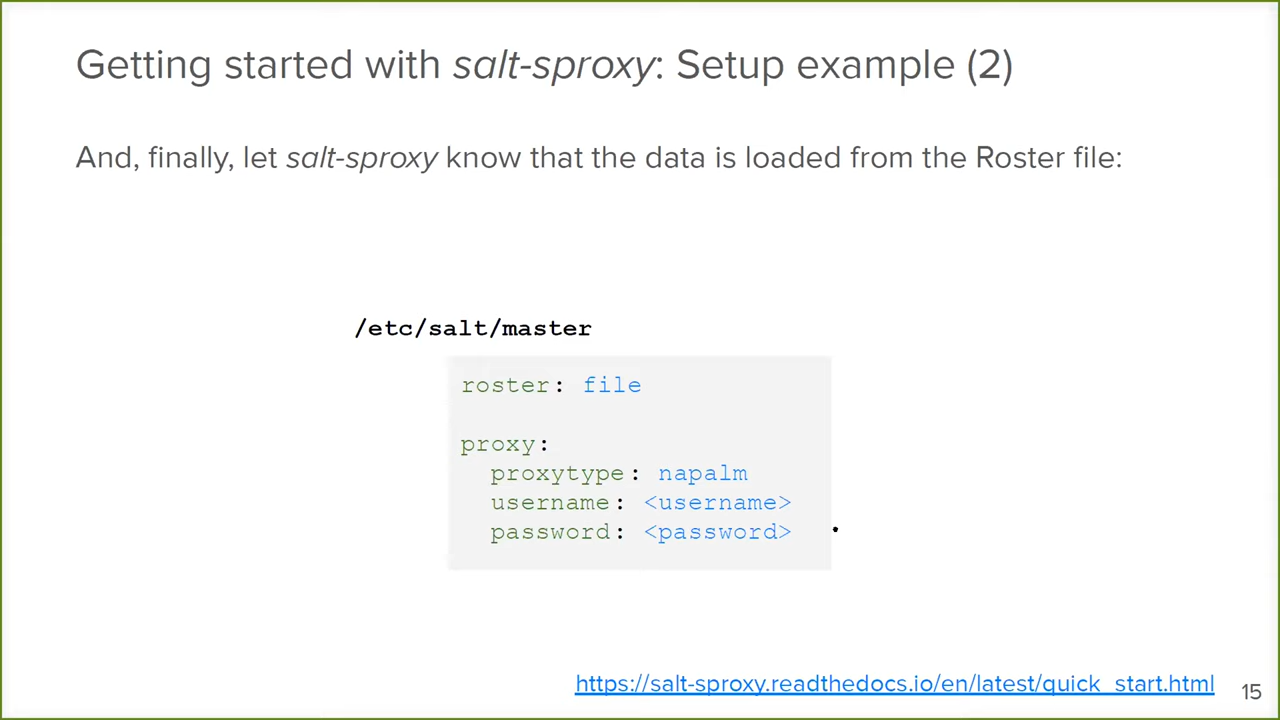 Getting started with salt-sproxy: Setup example (2)
And, finally, let salt-sproxy know that the data is loaded from the Roster file:
/etc/salt/master
roster: file
proxy:
  proxytype: napalm
  username: <username>
  password: <password>
https://salt-sproxy.readthedocs.io/en/latest/quick_start.html
15